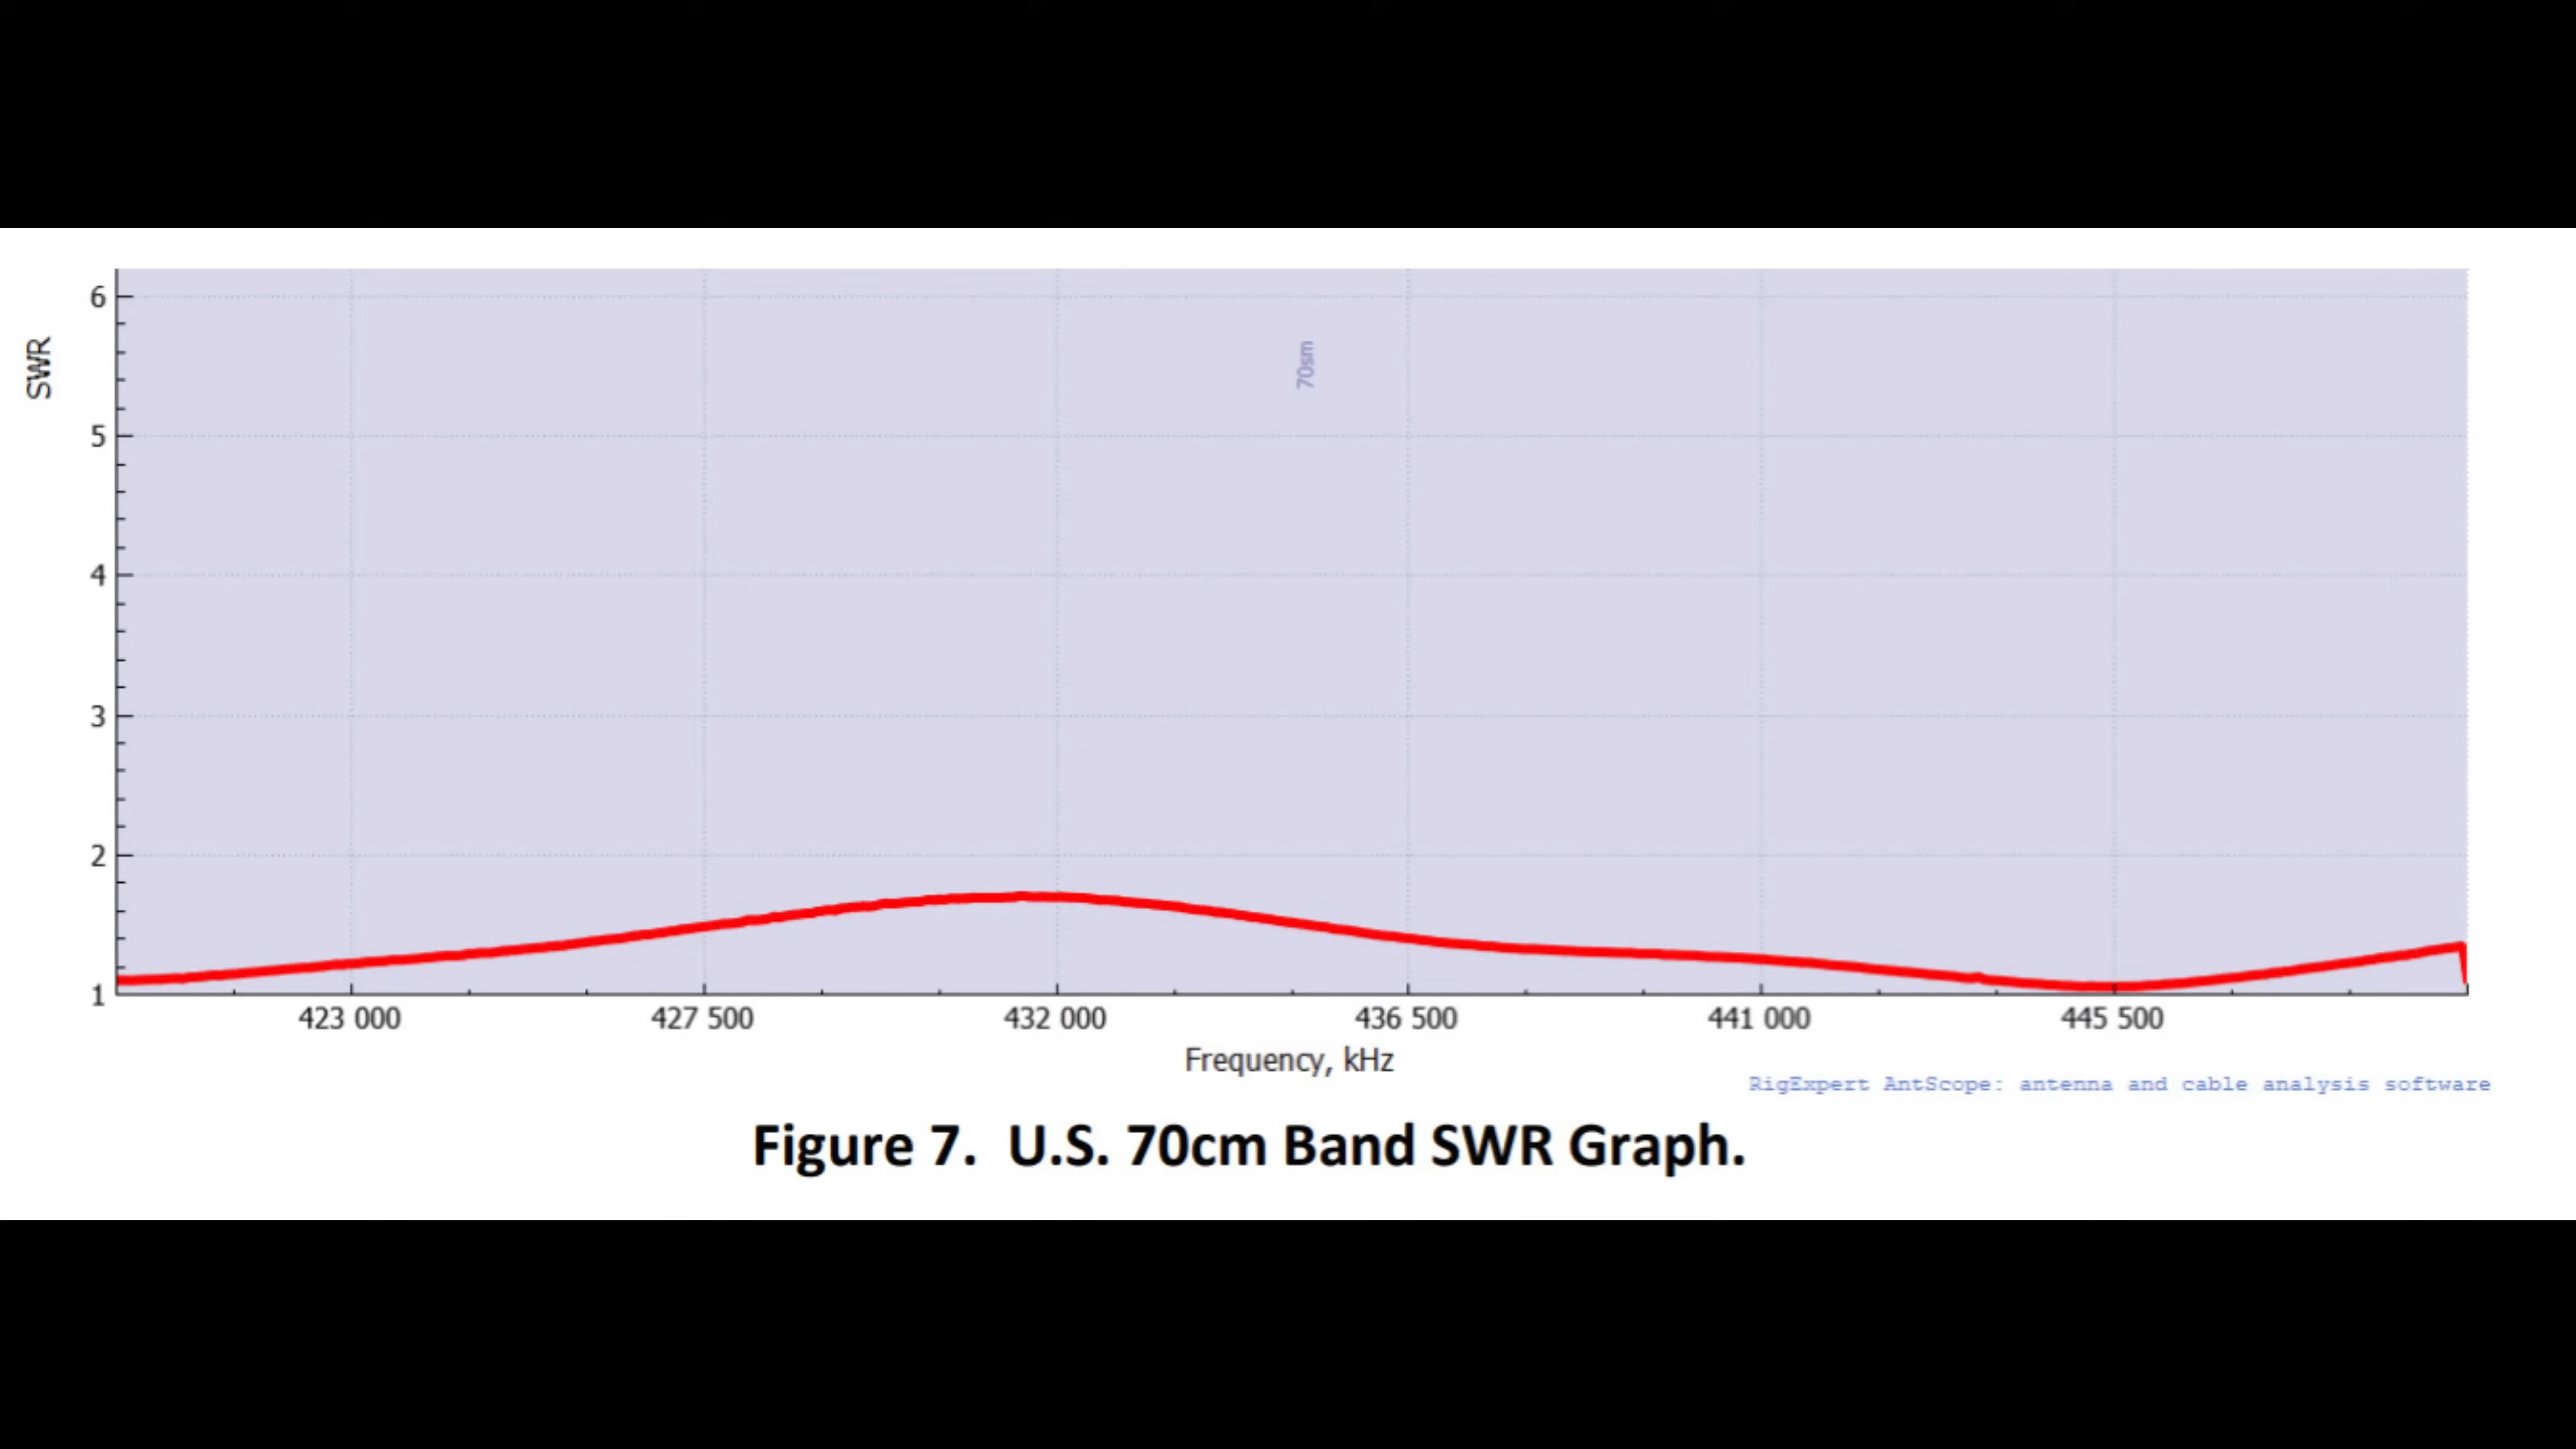 6
SWR
70sm
5
4
3
2
1
423 000 427 500 432 000 436 500 441 000 445 500
Frequency, kHz
RigExpert AntScope: antenna and cable analysis software
Figure 7. U.S. 70cm Band SWR Graph.